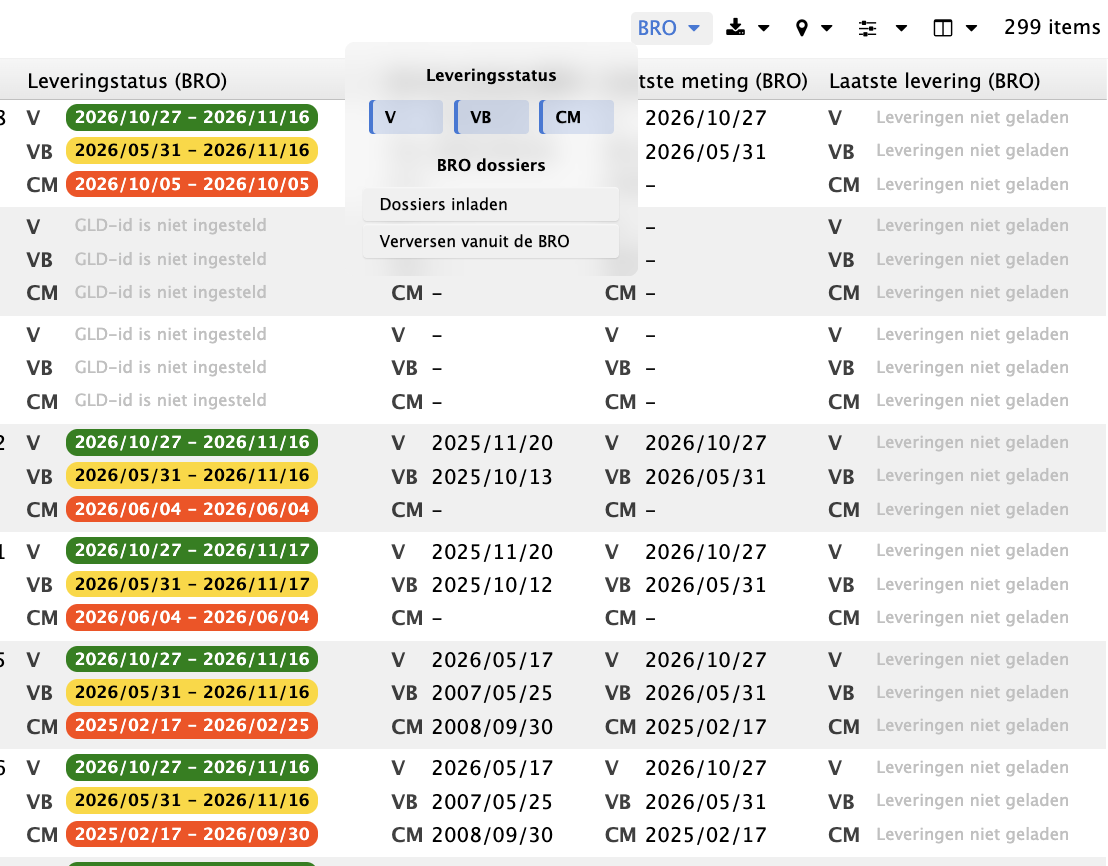 BRO 299 items
Leveringsstatus
V VB CM
BRO dossiers
Dossiers inladen
Verversen vanuit de BRO
Leveringstatus (BRO) tste meting (BRO) Laatste levering (BRO)
8 V 2026/10/27 - 2026/11/16 2026/10/27 V Leveringen niet geladen
VB 2026/05/31 - 2026/11/16 2026/05/31 VB Leveringen niet geladen
CM 2026/10/05 - 2026/10/05 - CM Leveringen niet geladen
V GLD-id is niet ingesteld - V Leveringen niet geladen
VB GLD-id is niet ingesteld - VB Leveringen niet geladen
CM GLD-id is niet ingesteld CM - CM - CM Leveringen niet geladen
V GLD-id is niet ingesteld V - V - V Leveringen niet geladen
VB GLD-id is niet ingesteld VB - VB - VB Leveringen niet geladen
CM GLD-id is niet ingesteld CM - CM - CM Leveringen niet geladen
2 V 2026/10/27 - 2026/11/16 V 2025/11/20 V 2026/10/27 V Leveringen niet geladen
VB 2026/05/31 - 2026/11/16 VB 2025/10/13 VB 2026/05/31 VB Leveringen niet geladen
CM 2026/06/04 - 2026/06/04 CM - CM - CM Leveringen niet geladen
1 V 2026/10/27 - 2026/11/17 V 2025/11/20 V 2026/10/27 V Leveringen niet geladen
VB 2026/05/31 - 2026/11/17 VB 2025/10/12 VB 2026/05/31 VB Leveringen niet geladen
CM 2026/06/04 - 2026/06/04 CM - CM - CM Leveringen niet geladen
5 V 2026/10/27 - 2026/11/16 V 2026/05/17 V 2026/10/27 V Leveringen niet geladen
VB 2026/05/31 - 2026/11/16 VB 2007/05/25 VB 2026/05/31 VB Leveringen niet geladen
CM 2025/02/17 - 2026/02/25 CM 2008/09/30 CM 2025/02/17 CM Leveringen niet geladen
6 V 2026/10/27 - 2026/11/16 V 2026/05/17 V 2026/10/27 V Leveringen niet geladen
VB 2026/05/31 - 2026/11/16 VB 2007/05/25 VB 2026/05/31 VB Leveringen niet geladen
CM 2025/02/17 - 2026/09/30 CM 2008/09/30 CM 2025/02/17 CM Leveringen niet geladen